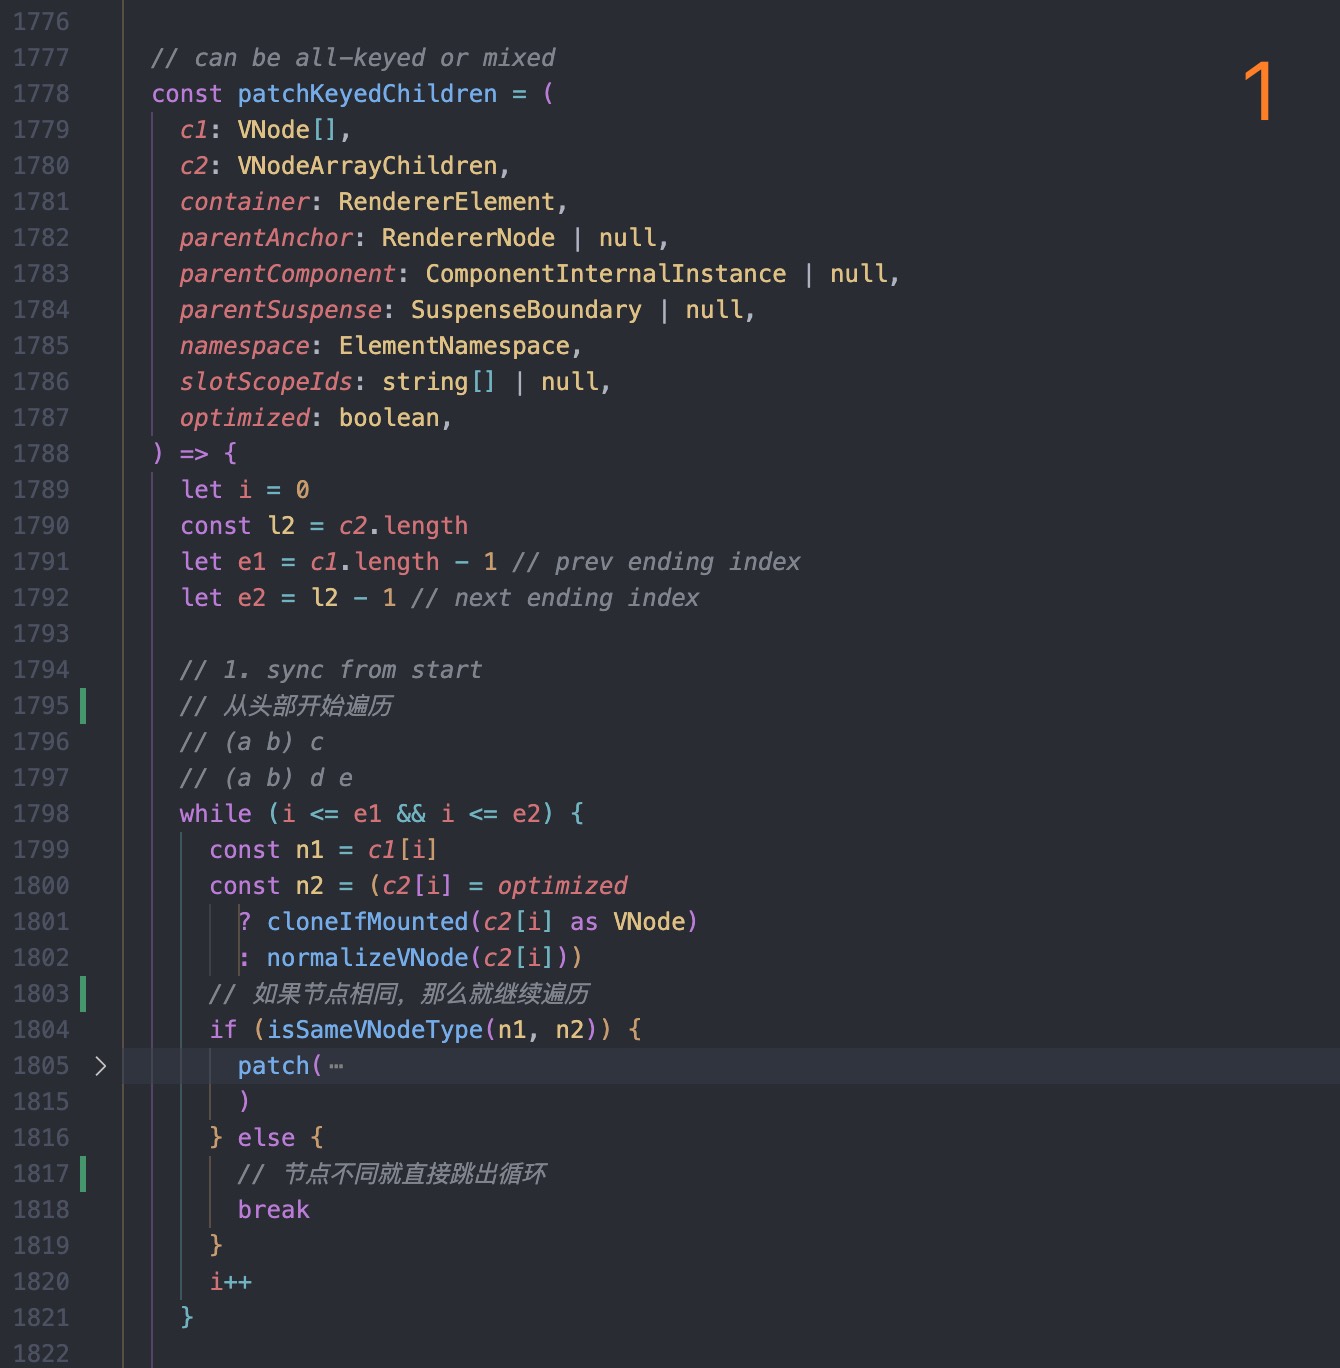 1776
1777 // can be all-keyed or mixed
1
1778 const patchKeyedChildren = (
1779 c1: VNode[],
1780 c2: VNodeArrayChildren,
1781 container: RendererElement,
1782 parentAnchor: RendererNode | null,
1783 parentComponent: ComponentInternalInstance | null,
1784 parentSuspense: SuspenseBoundary | null,
1785 namespace: ElementNamespace,
1786 slotScopeIds: string[] | null,
1787 optimized: boolean,
1788 ) => {
1789 let i = 0
1790 const l2 = c2.length
1791 let e1 = c1.length - 1 // prev ending index
1792 let e2 = l2 - 1 // next ending index
1793
1794 // 1. sync from start
1795 // 从头部开始遍历
1796 // (a b) c
1797 // (a b) d e
1798 while (i <= e1 && i <= e2) {
1799 const n1 = c1[i]
1800 const n2 = (c2[i] = optimized
1801 ? cloneIfMounted(c2[i] as VNode)
1802 : normalizeVNode(c2[i]))
1803 // 如果节点相同，那么就继续遍历
1804 if (isSameVNodeType(n1, n2)) {
1805 patch( ⋯
1815 )
1816 } else {
1817 // 节点不同就直接跳出循环
1818 break
1819 }
1820 i++
1821 }
1822